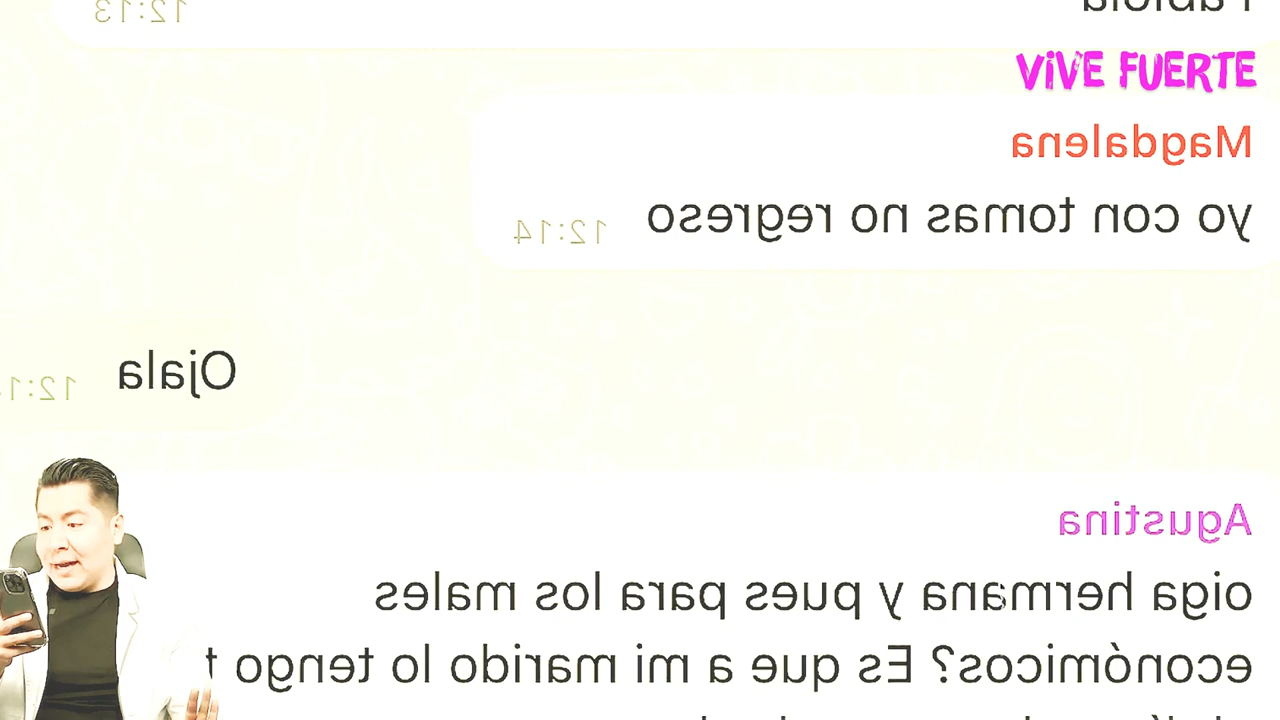 12:13
VIVE FUERTE
Magdalena
yo con tomas no regreso 12:14
Ojala
Agustina
oiga hermana y pues para los males
económicos? Es que a mi marido lo tengo